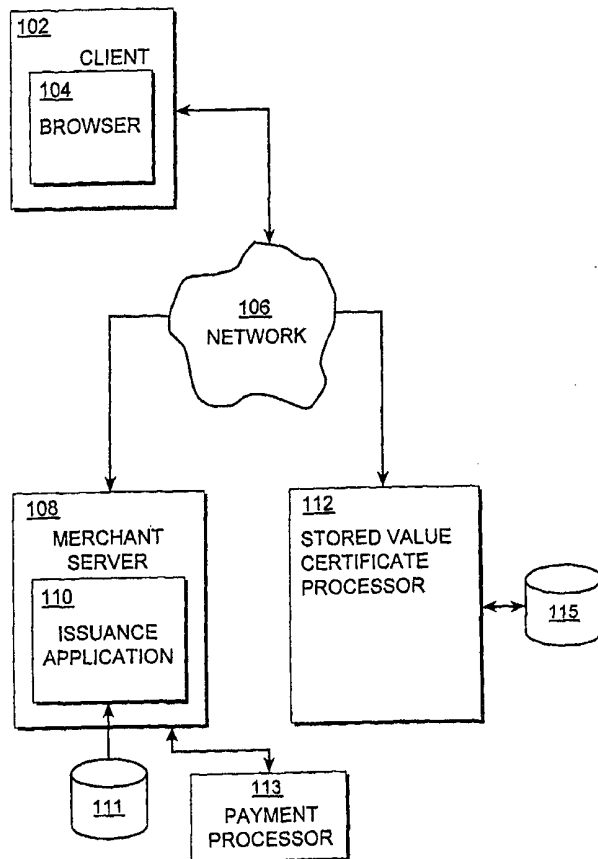 102
CLIENT
104
BROWSER
106
NETWORK
108
MERCHANT
SERVER
110
ISSUANCE
APPLICATION
112
STORED VALUE
CERTIFICATE
PROCESSOR
115
111
113
PAYMENT
PROCESSOR